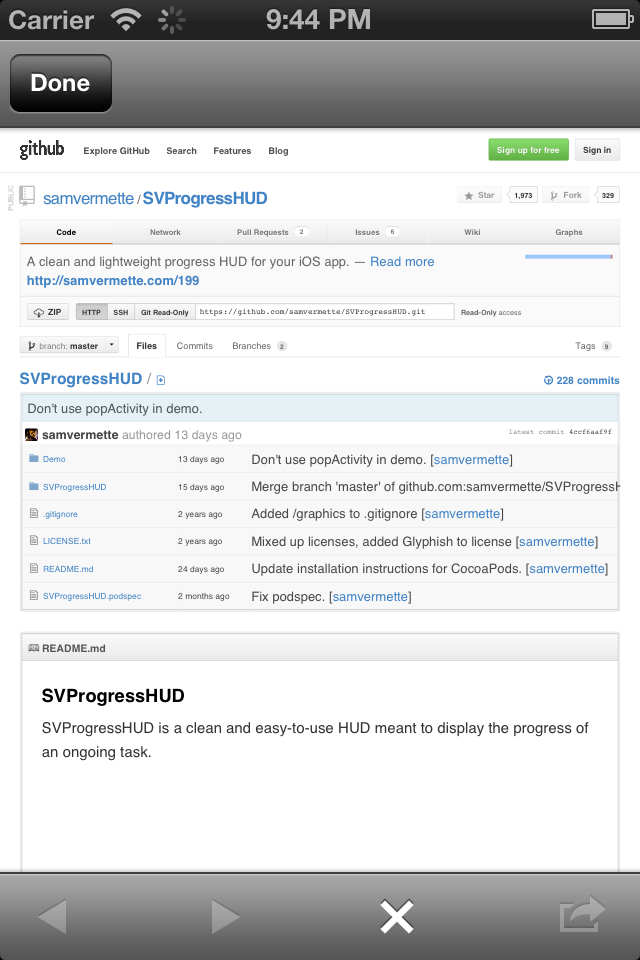 Carrier 9:44 PM
Done
github Explore GitHub Search Features Blog Sign up for free Sign in
PUBLIC samvermette / SVProgressHUD Star 1,973 Fork 329
Code Network Pull Requests 2 Issues 6 Wiki Graphs
A clean and lightweight progress HUD for your iOS app. — Read more
http://samvermette.com/199
ZIP HTTP SSH Git Read-Only https://github.com/samvermette/SVProgressHUD.git Read-Only access
branch: master Files Commits Branches 2 Tags 9
SVProgressHUD / 228 commits
Don't use popActivity in demo.
samvermette authored 13 days ago latest commit 4ccf6aaf9f
Demo 13 days ago Don't use popActivity in demo. [samvermette]
SVProgressHUD 15 days ago Merge branch 'master' of github.com:samvermette/SVProgressH
.gitignore 2 years ago Added /graphics to .gitignore [samvermette]
LICENSE.txt 2 years ago Mixed up licenses, added Glyphish to license [samvermette]
README.md 24 days ago Update installation instructions for CocoaPods. [samvermette]
SVProgressHUD.podspec 2 months ago Fix podspec. [samvermette]
README.md
SVProgressHUD
SVProgressHUD is a clean and easy-to-use HUD meant to display the progress of
an ongoing task.